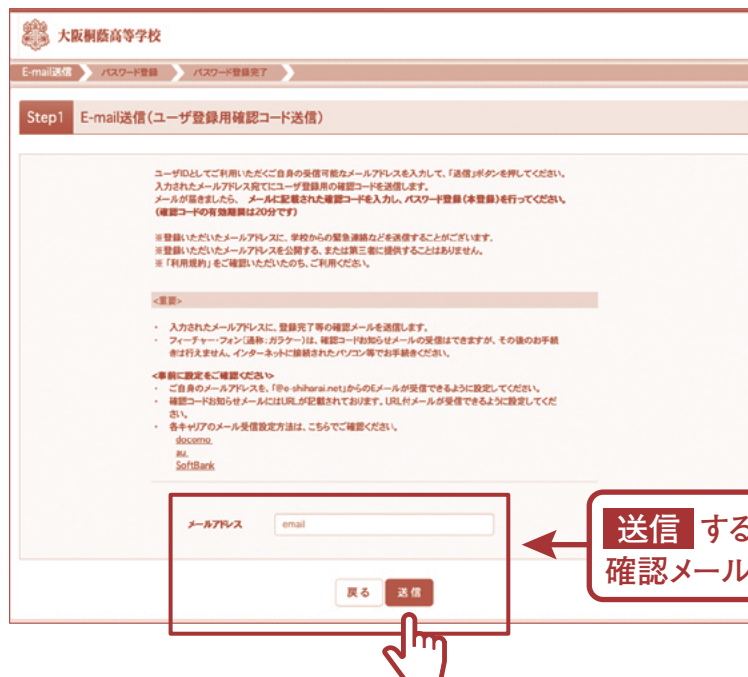 大阪桐蔭高等学校
E-mail送信 パスワード登録 パスワード登録完了
Step1 E-mail送信(ユーザ登録用確認コード送信)
ユーザIDとしてご利用いただくご自身の受信可能なメールアドレスを入力して、「送信」ボタンを押してください。
入力されたメールアドレス宛てにユーザ登録用の確認コードを送信します。
メールが届きましたら、 メールに記載された確認コードを入力し、パスワード登録(本登録)を行ってください。
(確認コードの有効期限は20分です)
※登録いただいたメールアドレスに、学校からの緊急連絡などを送信することがございます。
※登録いただいたメールアドレスを公開する、または第三者に提供することはありません。
※「利用規約」をご確認いただいたのち、ご利用ください。
<重要>
・ 入力されたメールアドレスに、登録完了等の確認メールを送信します。
・ フィーチャー・フォン(通称:ガラケー)は、確認コードお知らせメールの受信はできますが、その後のお手続
きは行えません。インターネットに接続されたパソコン等でお手続きください。
<事前に設定をご確認ください>
・ ご自身のメールアドレスを、「@e-shiharai.net」からのEメールが受信できるように設定してください。
・ 確認コードお知らせメールにはURLが記載されております。URL付メールが受信できるように設定してくだ
さい。
・ 各キャリアのメール受信設定方法は、こちらでご確認ください。
docomo
au
SoftBank
メールアドレス email
送信 する
確認メール
戻る 送信